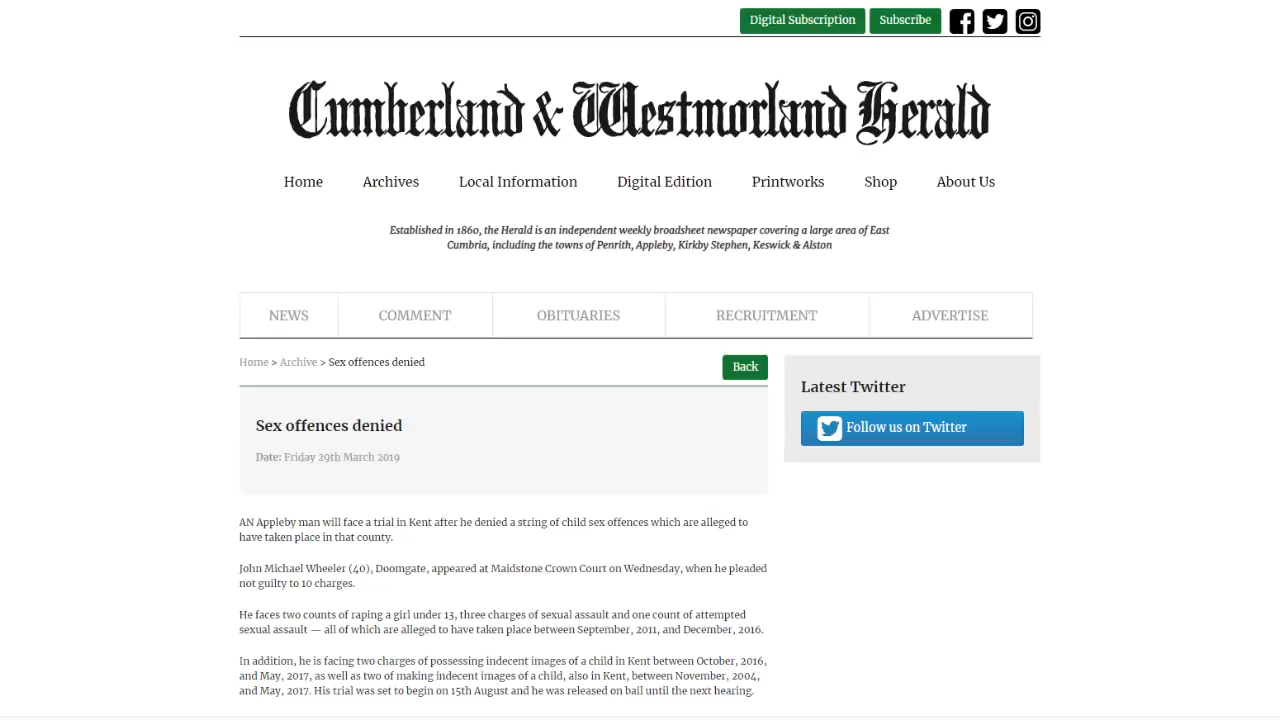 Digital Subscription Subscribe
Cumberland & Westmorland Herald
Home Archives Local Information Digital Edition Printworks Shop About Us
Established in 1860, the Herald is an independent weekly broadsheet newspaper covering a large area of East
Cumbria, including the towns of Penrith, Appleby, Kirkby Stephen, Keswick & Alston
NEWS COMMENT OBITUARIES RECRUITMENT ADVERTISE
Home > Archive > Sex offences denied
Back
Sex offences denied
Date: Friday 29th March 2019
AN Appleby man will face a trial in Kent after he denied a string of child sex offences which are alleged to
have taken place in that county.
John Michael Wheeler (40), Doomgate, appeared at Maidstone Crown Court on Wednesday, when he pleaded
not guilty to 10 charges.
He faces two counts of raping a girl under 13, three charges of sexual assault and one count of attempted
sexual assault — all of which are alleged to have taken place between September, 2011, and December, 2016.
In addition, he is facing two charges of possessing indecent images of a child in Kent between October, 2016,
and May, 2017, as well as two of making indecent images of a child, also in Kent, between November, 2004,
and May, 2017. His trial was set to begin on 15th August and he was released on bail until the next hearing.
Latest Twitter
Follow us on Twitter